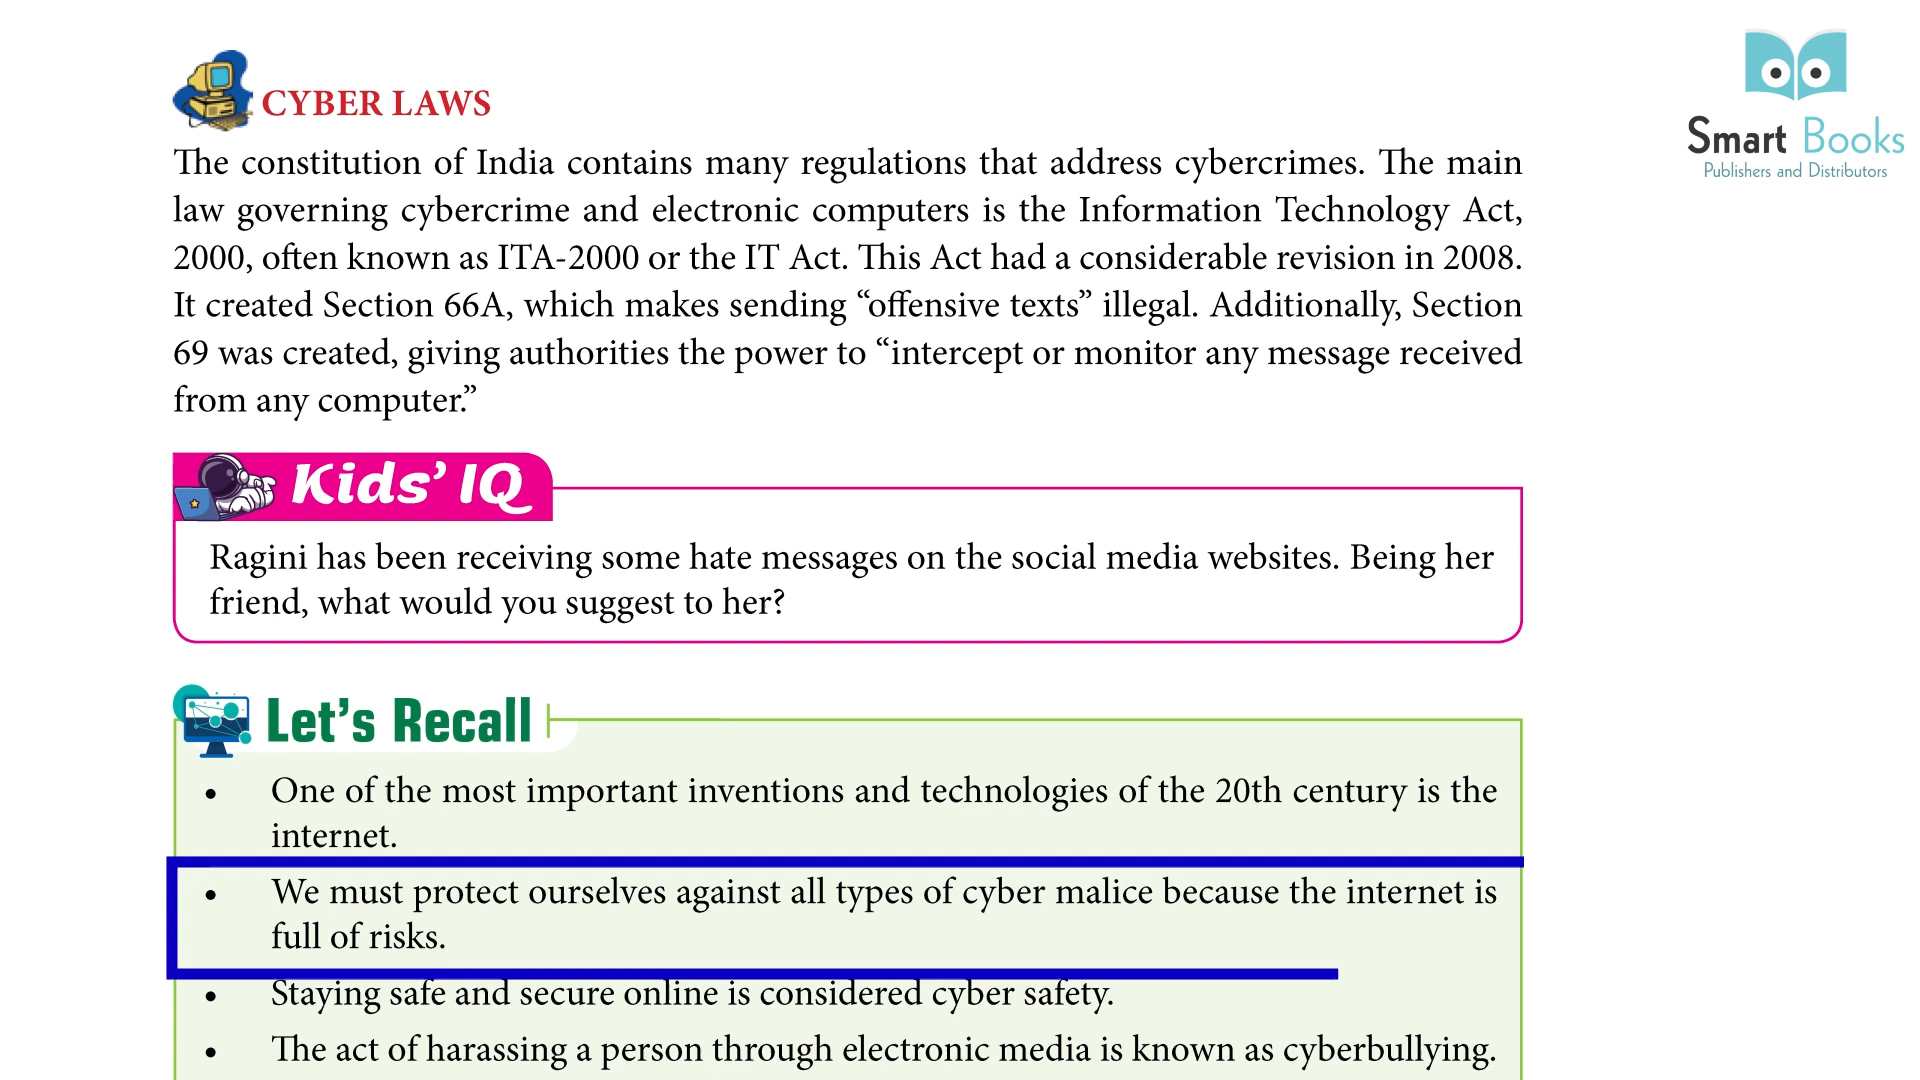 CYBER LAWS
Smart Books
Publishers and Distributors
The constitution of India contains many regulations that address cybercrimes. The main
law governing cybercrime and electronic computers is the Information Technology Act,
2000, often known as ITA-2000 or the IT Act. This Act had a considerable revision in 2008.
It created Section 66A, which makes sending “offensive texts” illegal. Additionally, Section
69 was created, giving authorities the power to “intercept or monitor any message received
from any computer.”
Kids’ IQ
Ragini has been receiving some hate messages on the social media websites. Being her
friend, what would you suggest to her?
Let’s Recall
• One of the most important inventions and technologies of the 20th century is the
internet.
• We must protect ourselves against all types of cyber malice because the internet is
full of risks.
• Staying safe and secure online is considered cyber safety.
• The act of harassing a person through electronic media is known as cyberbullying.